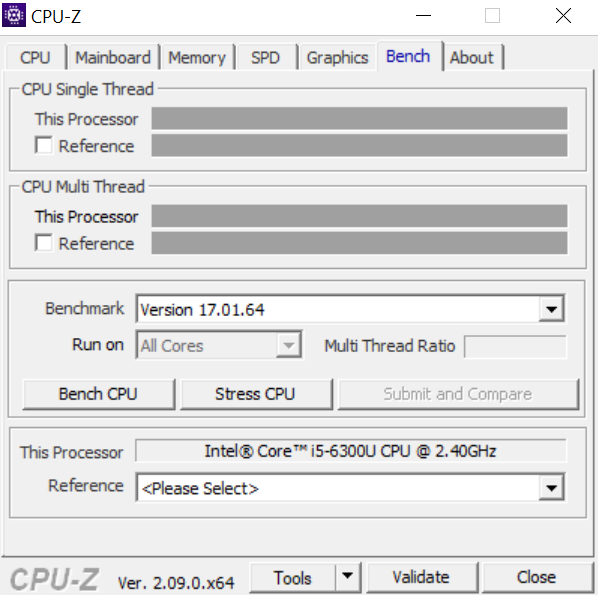 CPU-Z
CPU Mainboard Memory SPD Graphics Bench About
CPU Single Thread
This Processor
Reference
CPU Multi Thread
This Processor
Reference
Benchmark Version 17.01.64
Run on All Cores Multi Thread Ratio
Bench CPU Stress CPU Submit and Compare
This Processor Intel® Core™ i5-6300U CPU @ 2.40GHz
Reference <Please Select>
CPU-Z Ver. 2.09.0.x64 Tools Validate Close